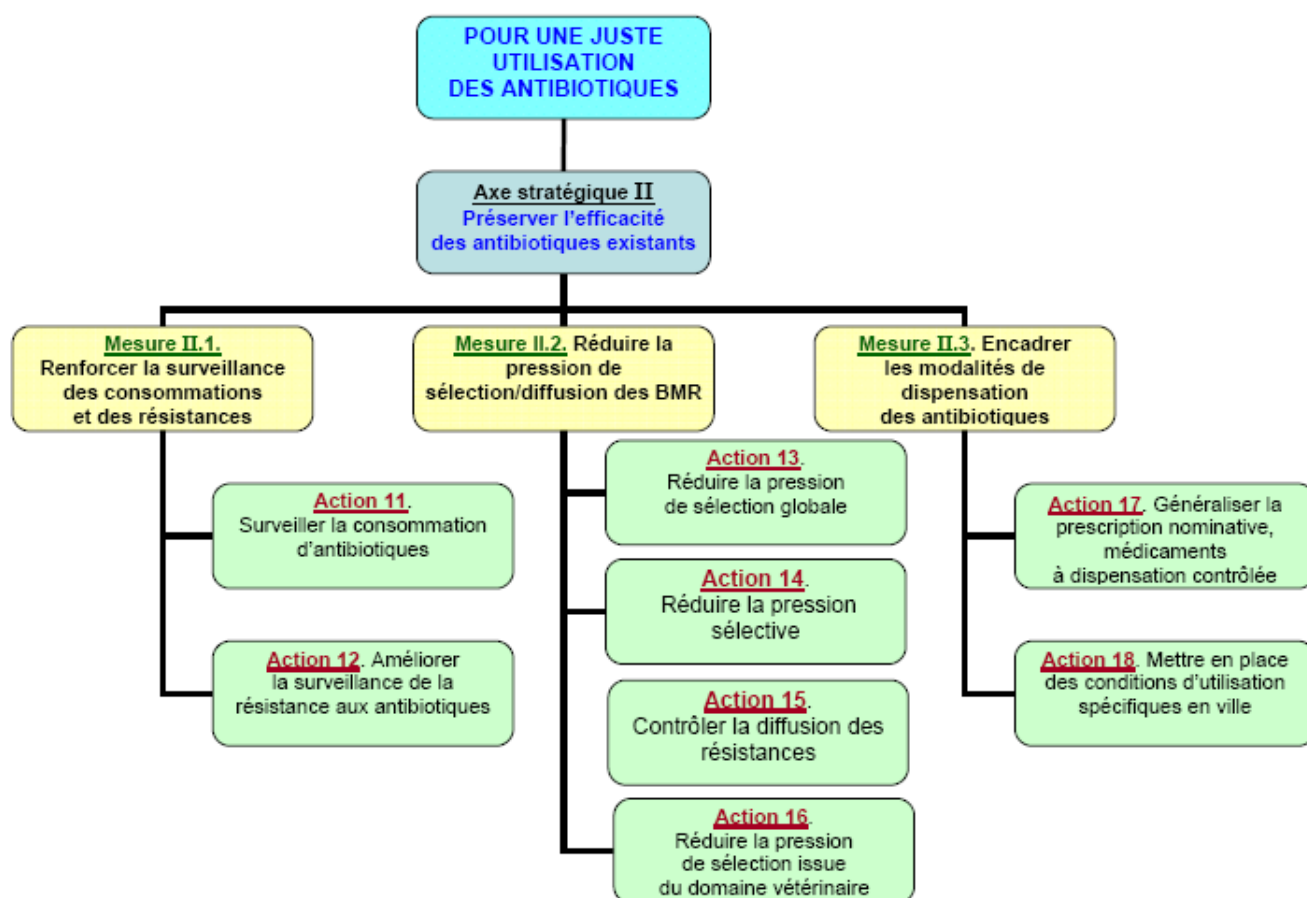 POUR UNE JUSTE
UTILISATION
DES ANTIBIOTIQUES
Axe stratégique II
Préserver l'efficacité
des antibiotiques existants
Mesure II.1.
Renforcer la surveillance
des consommations
et des résistances
Mesure II.2. Réduire la
pression de
sélection/diffusion des BMR
Mesure II.3. Encadrer
les modalités de
dispensation
des antibiotiques
Action 11.
Surveiller la consommation
d'antibiotiques
Action 12. Améliorer
la surveillance de la
résistance aux antibiotiques
Action 13.
Réduire la pression
de sélection globale
Action 14.
Réduire la pression
sélective
Action 15.
Contrôler la diffusion des
résistances
Action 16.
Réduire la pression
de sélection issue
du domaine vétérinaire
Action 17. Généraliser la
prescription nominative,
médicaments
à dispensation contrôlée
Action 18. Mettre en place
des conditions d'utilisation
spécifiques en ville